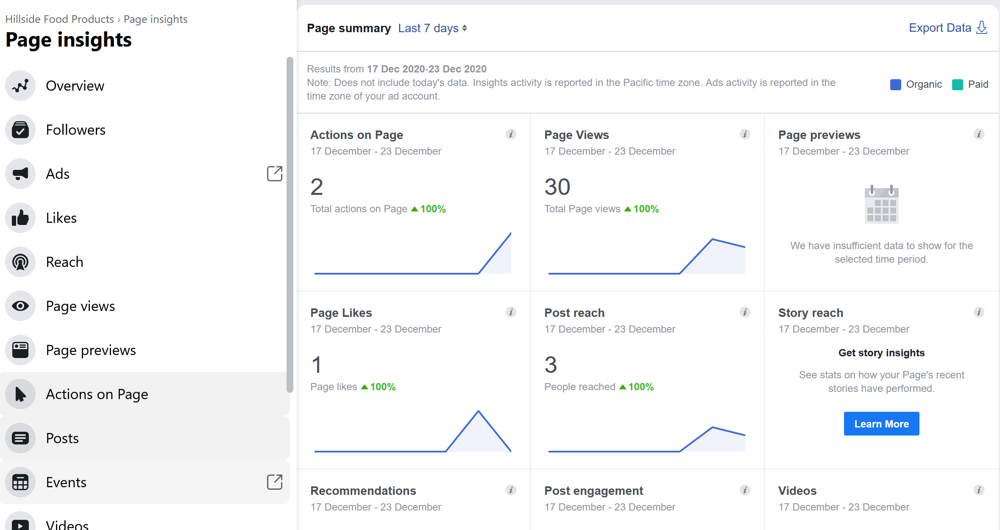 Hillside Food Products › Page insights
Page insights
Overview
Followers
Ads
Likes
Reach
Page views
Page previews
Actions on Page
Posts
Events
Videos
Page summary Last 7 days
Export Data
Results from 17 Dec 2020-23 Dec 2020
Note: Does not include today's data. Insights activity is reported in the Pacific time zone. Ads activity is reported in the
time zone of your ad account.
Organic Paid
Actions on Page
17 December - 23 December
2
Total actions on Page 100%
Page Views
17 December - 23 December
30
Total Page views 100%
Page previews
17 December - 23 December
We have insufficient data to show for the
selected time period.
Page Likes
17 December - 23 December
1
Page likes 100%
Post reach
17 December - 23 December
3
People reached 100%
Story reach
17 December - 23 December
Get story insights
See stats on how your Page's recent
stories have performed.
Learn More
Recommendations
17 December - 23 December
Post engagement
17 December - 23 December
Videos
17 December - 23 December